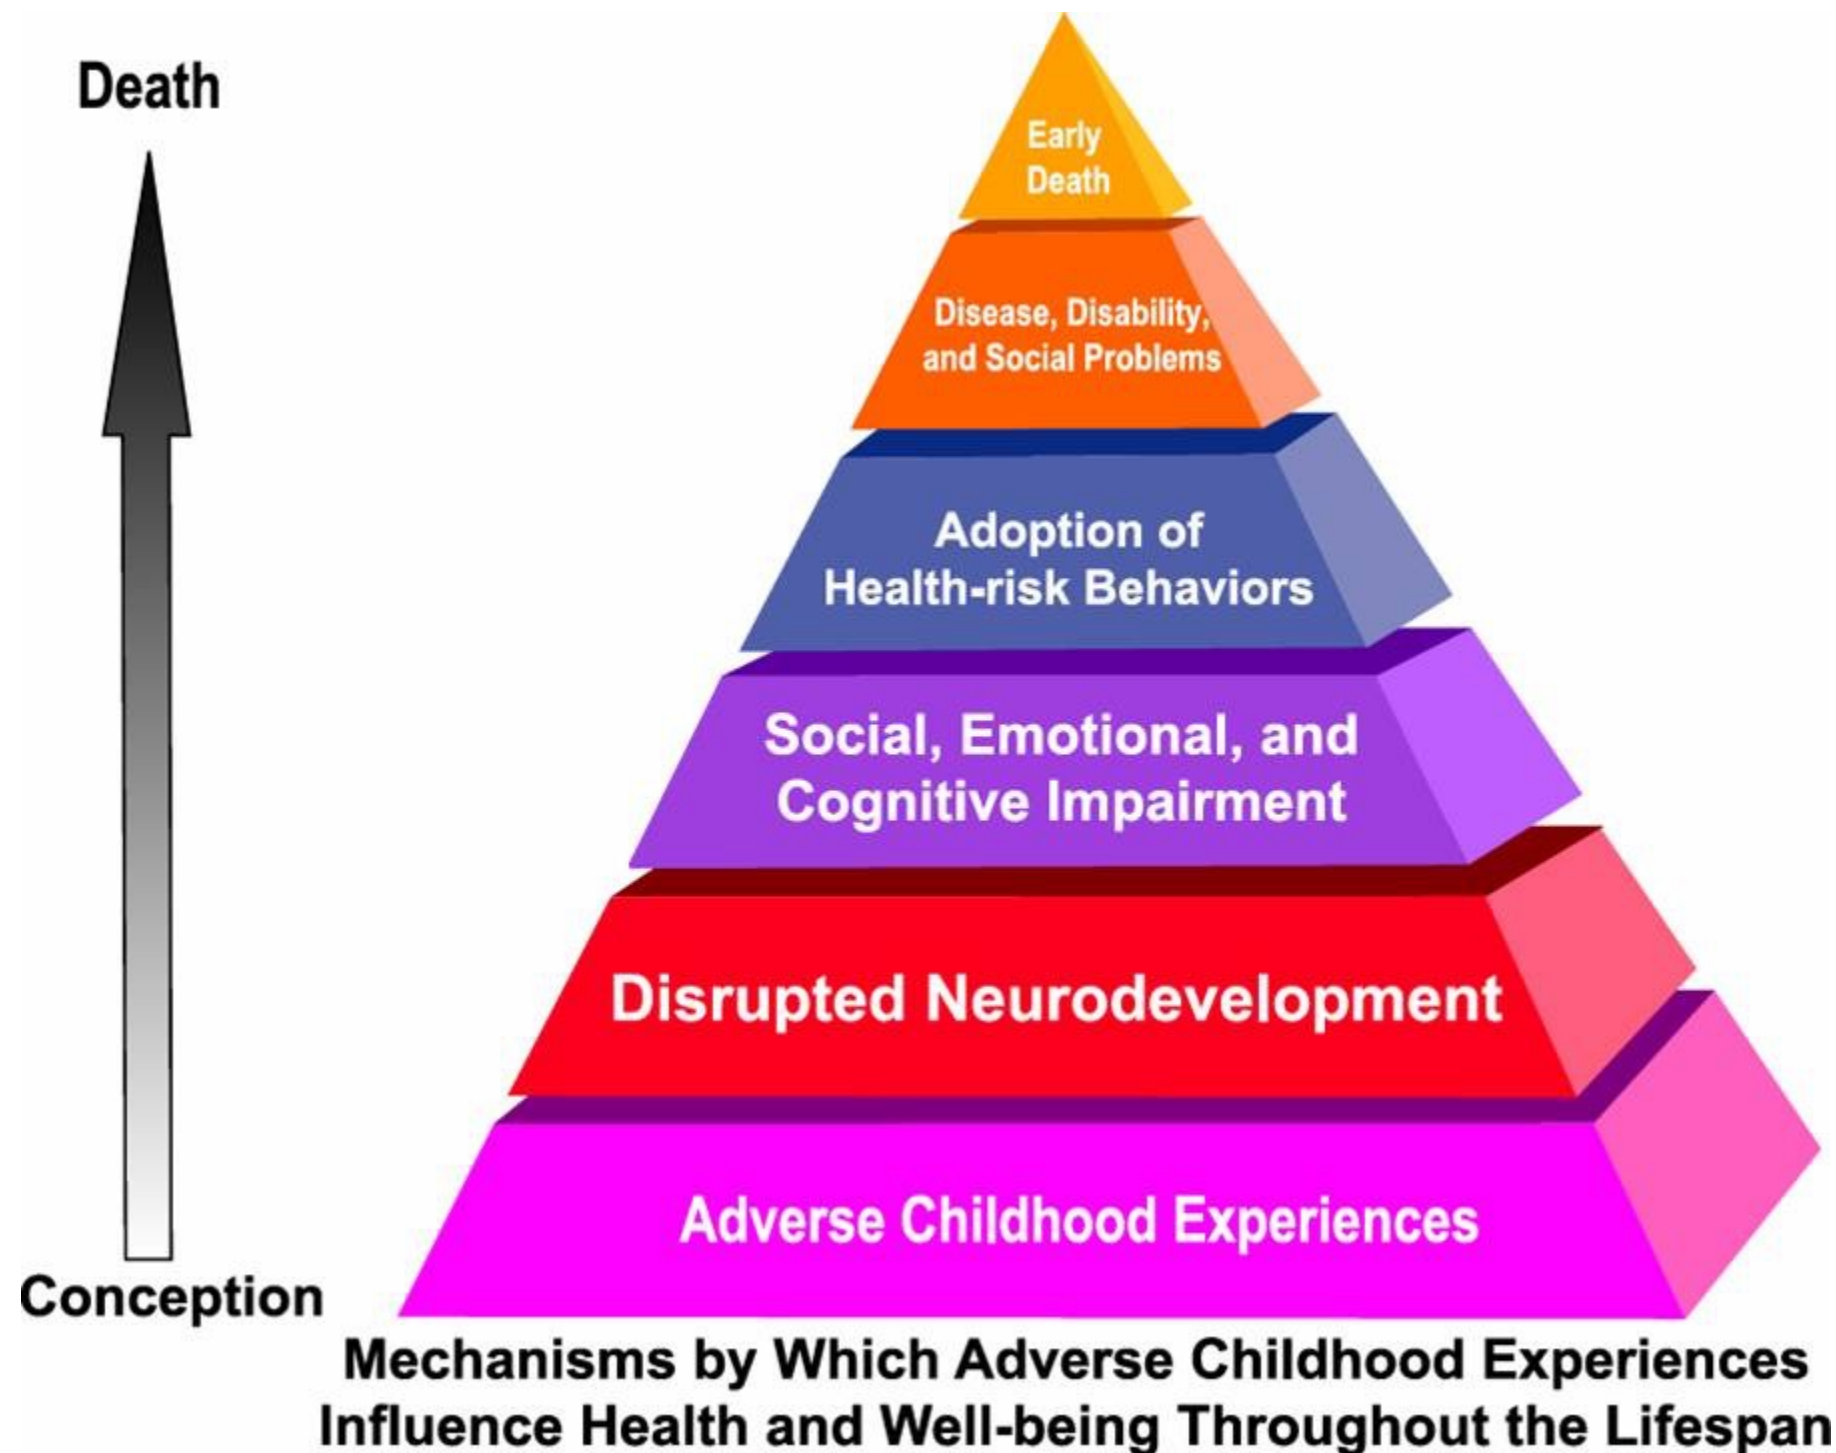 Death
Early
Death
Disease, Disability,
and Social Problems
Adoption of
Health-risk Behaviors
Social, Emotional, and
Cognitive Impairment
Disrupted Neurodevelopment
Adverse Childhood Experiences
Conception
Mechanisms by Which Adverse Childhood Experiences
Influence Health and Well-being Throughout the Lifespan